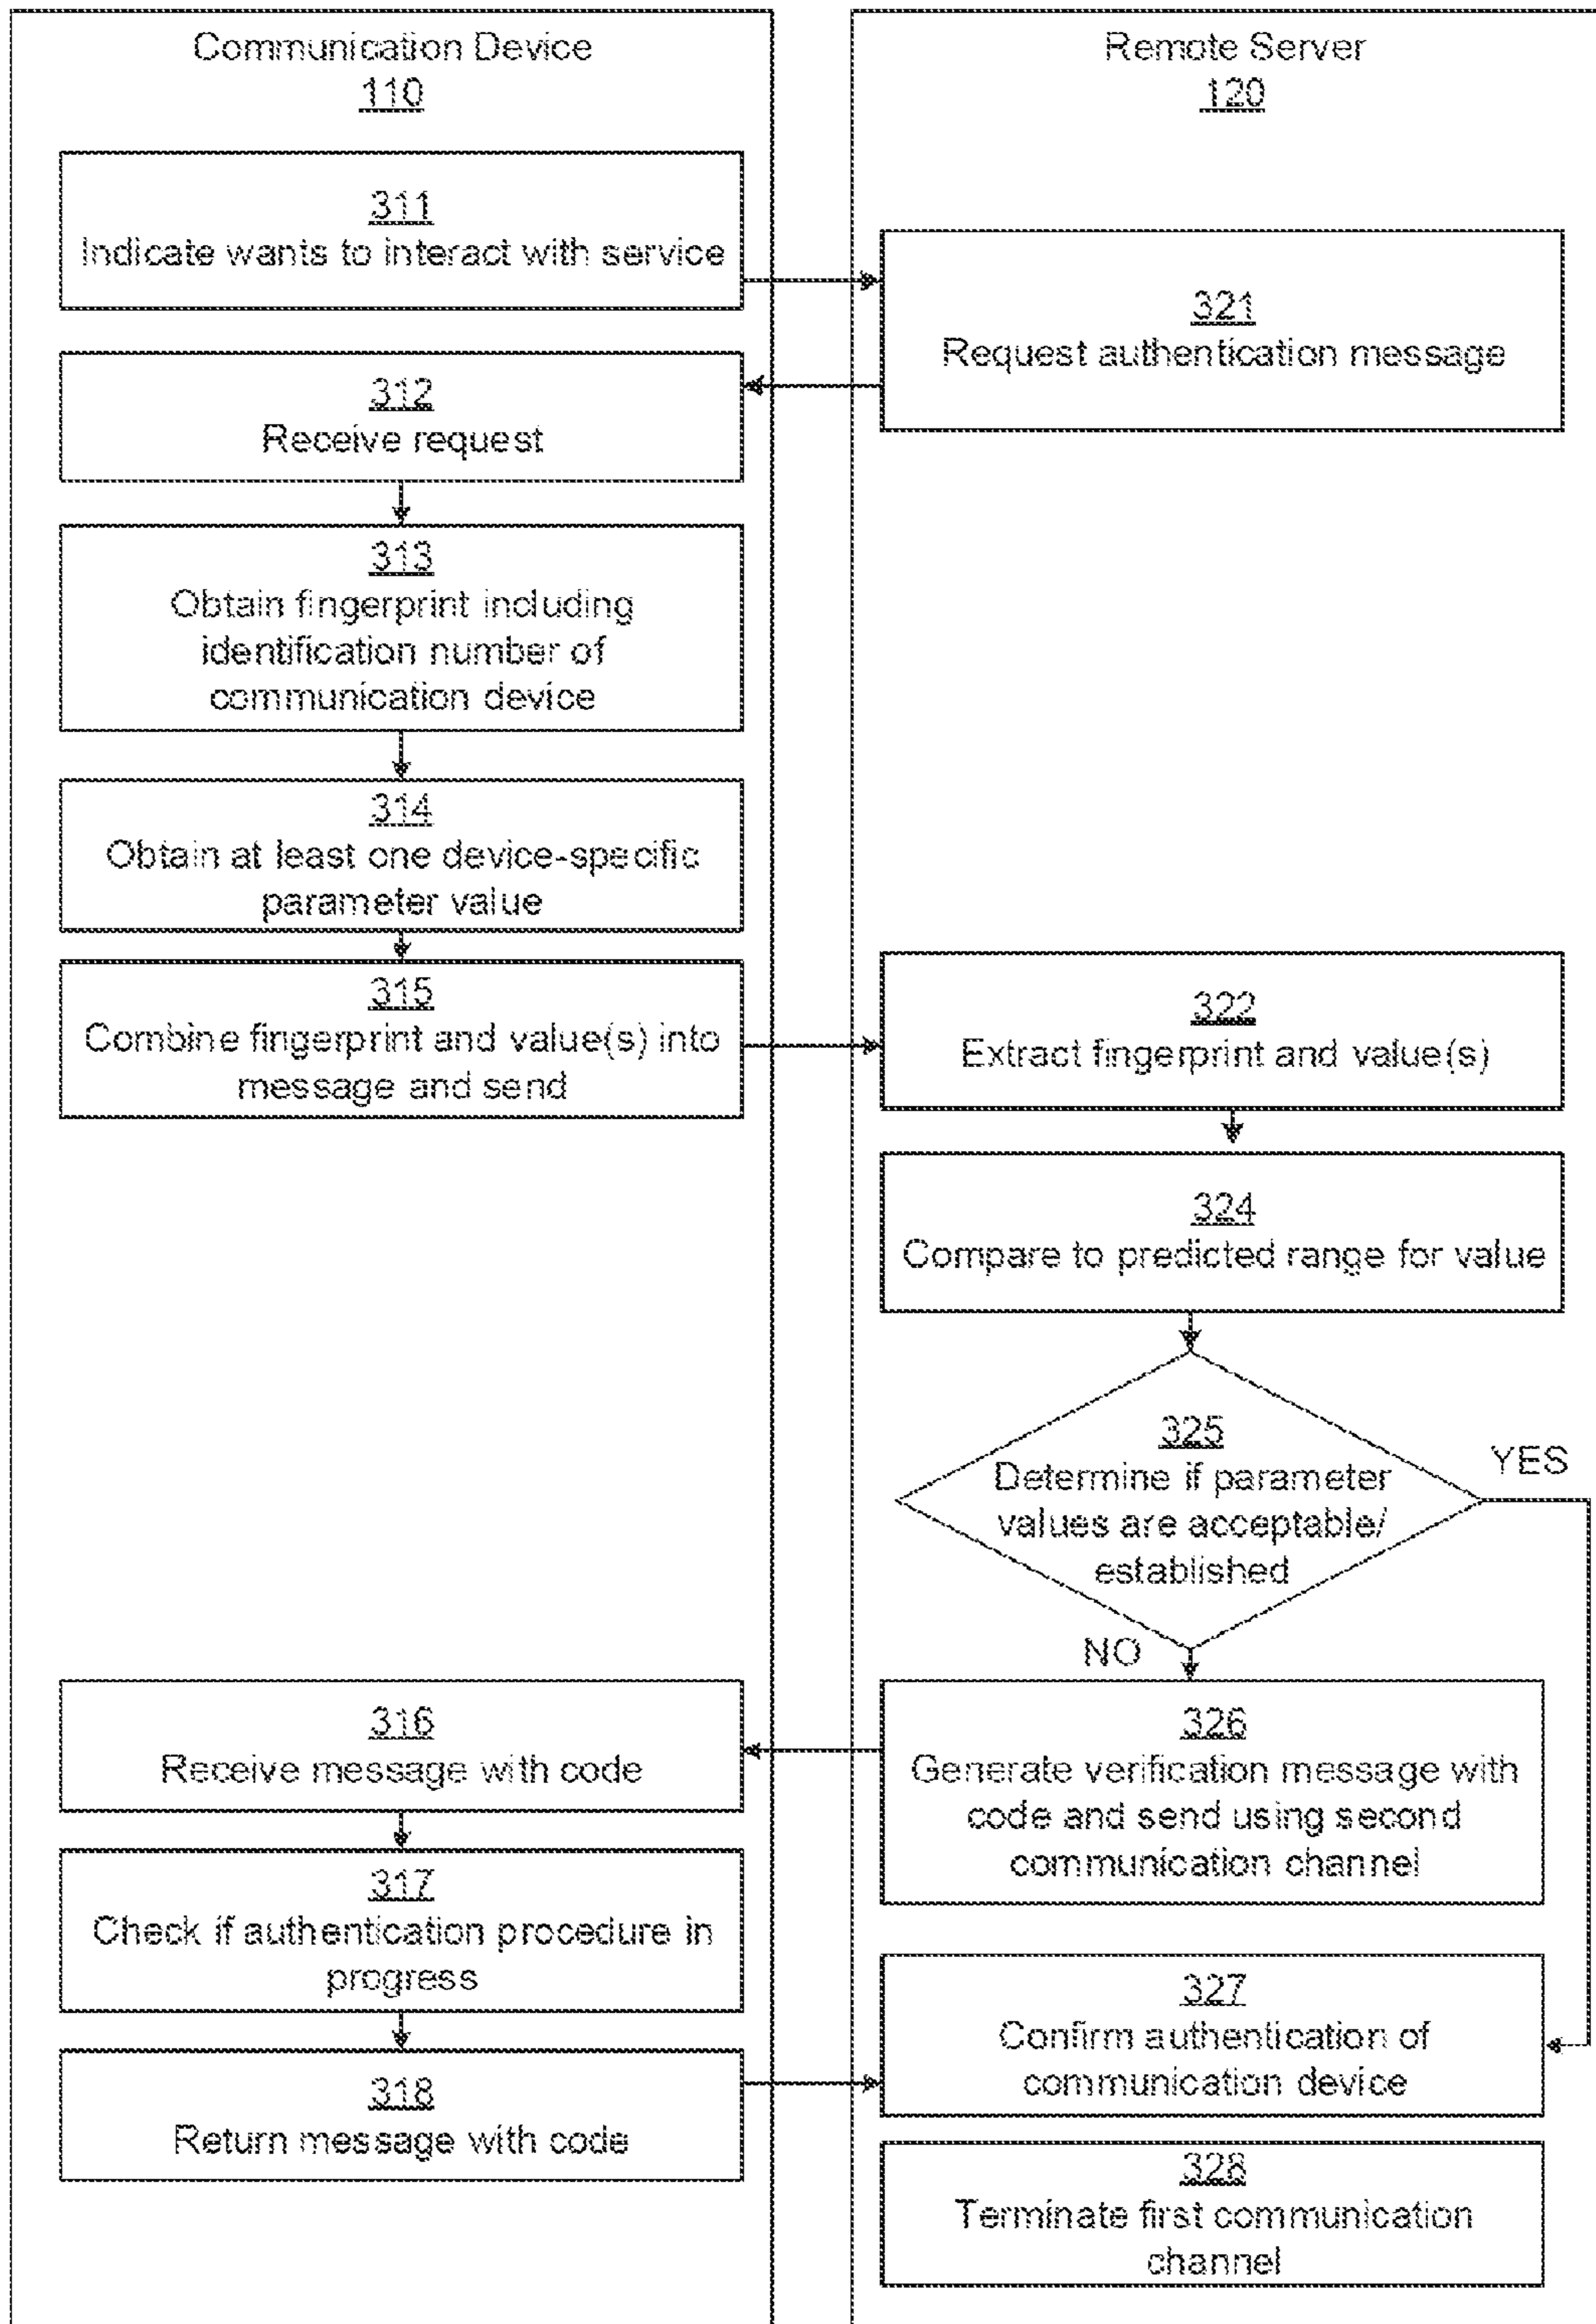 Communication Device
110
311
Indicate wants to interact with service
312
Receive request
313
Obtain fingerprint including
identification number of
communication device
314
Obtain at least one device-specific
parameter value
315
Combine fingerprint and value(s) into
message and send
316
Receive message with code
317
Check if authentication procedure in
progress
318
Return message with code
Remote Server
120
321
Request authentication message
322
Extract fingerprint and value(s)
324
Compare to predicted range for value
325
Determine if parameter
values are acceptable/
established
YES
NO
326
Generate verification message with
code and send using second
communication channel
327
Confirm authentication of
communication device
328
Terminate first communication
channel